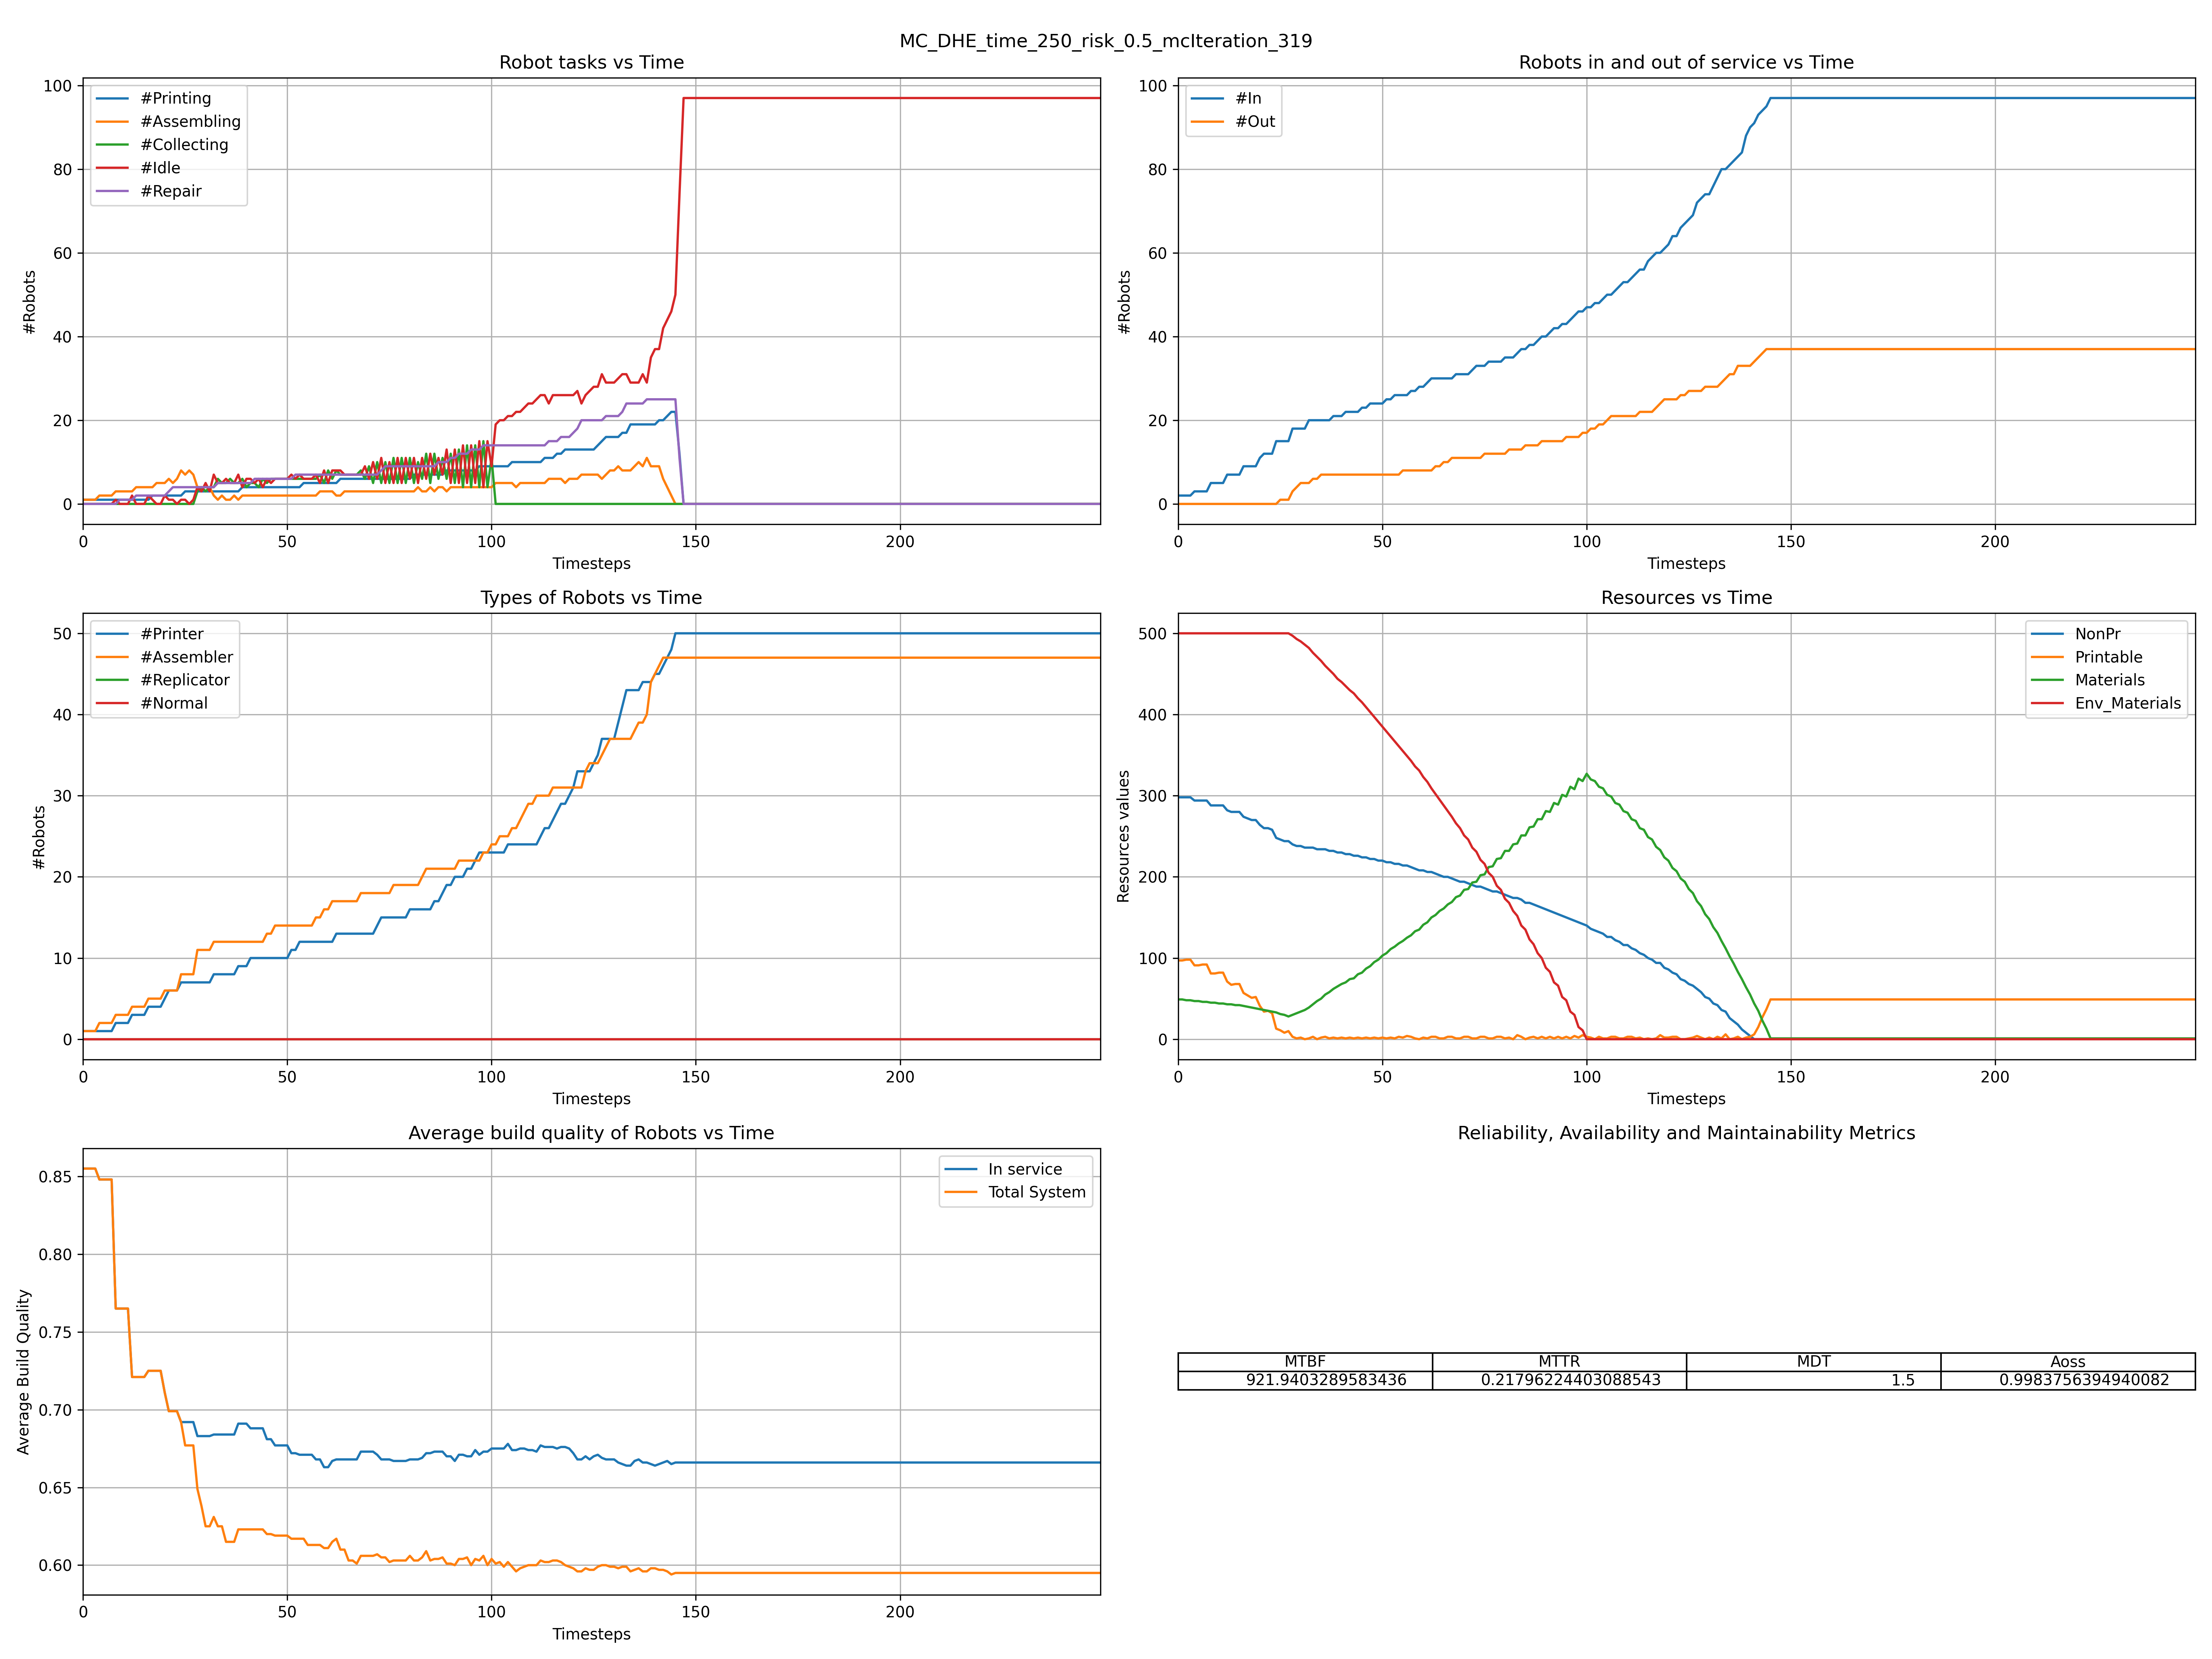 MC_DHE_time_250_risk_0.5_mcIteration_319
Robot tasks vs Time
#Robots
100
80
60
40
20
0
#Printing
#Assembling
#Collecting
#Idle
#Repair
0 50 100 150 200
Timesteps
Robots in and out of service vs Time
#Robots
100
80
60
40
20
0
#In
#Out
0 50 100 150 200
Timesteps
Types of Robots vs Time
#Robots
50
40
30
20
10
0
#Printer
#Assembler
#Replicator
#Normal
0 50 100 150 200
Timesteps
Resources vs Time
Resources values
500
400
300
200
100
0
NonPr
Printable
Materials
Env_Materials
0 50 100 150 200
Timesteps
Average build quality of Robots vs Time
Average Build Quality
0.85
0.80
0.75
0.70
0.65
0.60
In service
Total System
0 50 100 150 200
Timesteps
Reliability, Availability and Maintainability Metrics
MTBF MTTR MDT Aoss
921.9403289583436 0.21796224403088543 1.5 0.9983756394940082